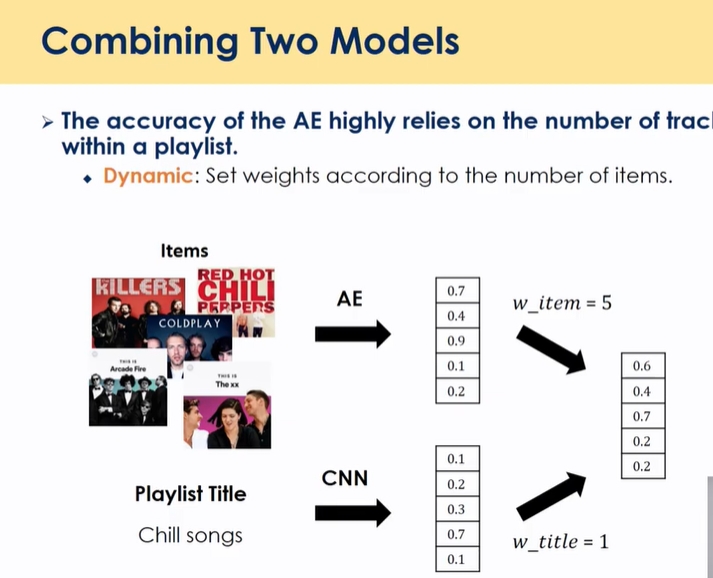 Combining Two Models
➢ The accuracy of the AE highly relies on the number of
within a playlist.
◆ Dynamic: Set weights according to the number of items.
Items
KILLERS
RED HOT
CHILI
PEPPERS
COLDPLAY
THIS IS
Arcade Fire
THIS IS
The xx
AE
0.7
0.4
0.9
0.1
0.2
w_item = 5
0.6
0.4
0.7
0.2
0.2
Playlist Title
Chill songs
CNN
0.1
0.2
0.3
0.7
0.1
w_title = 1